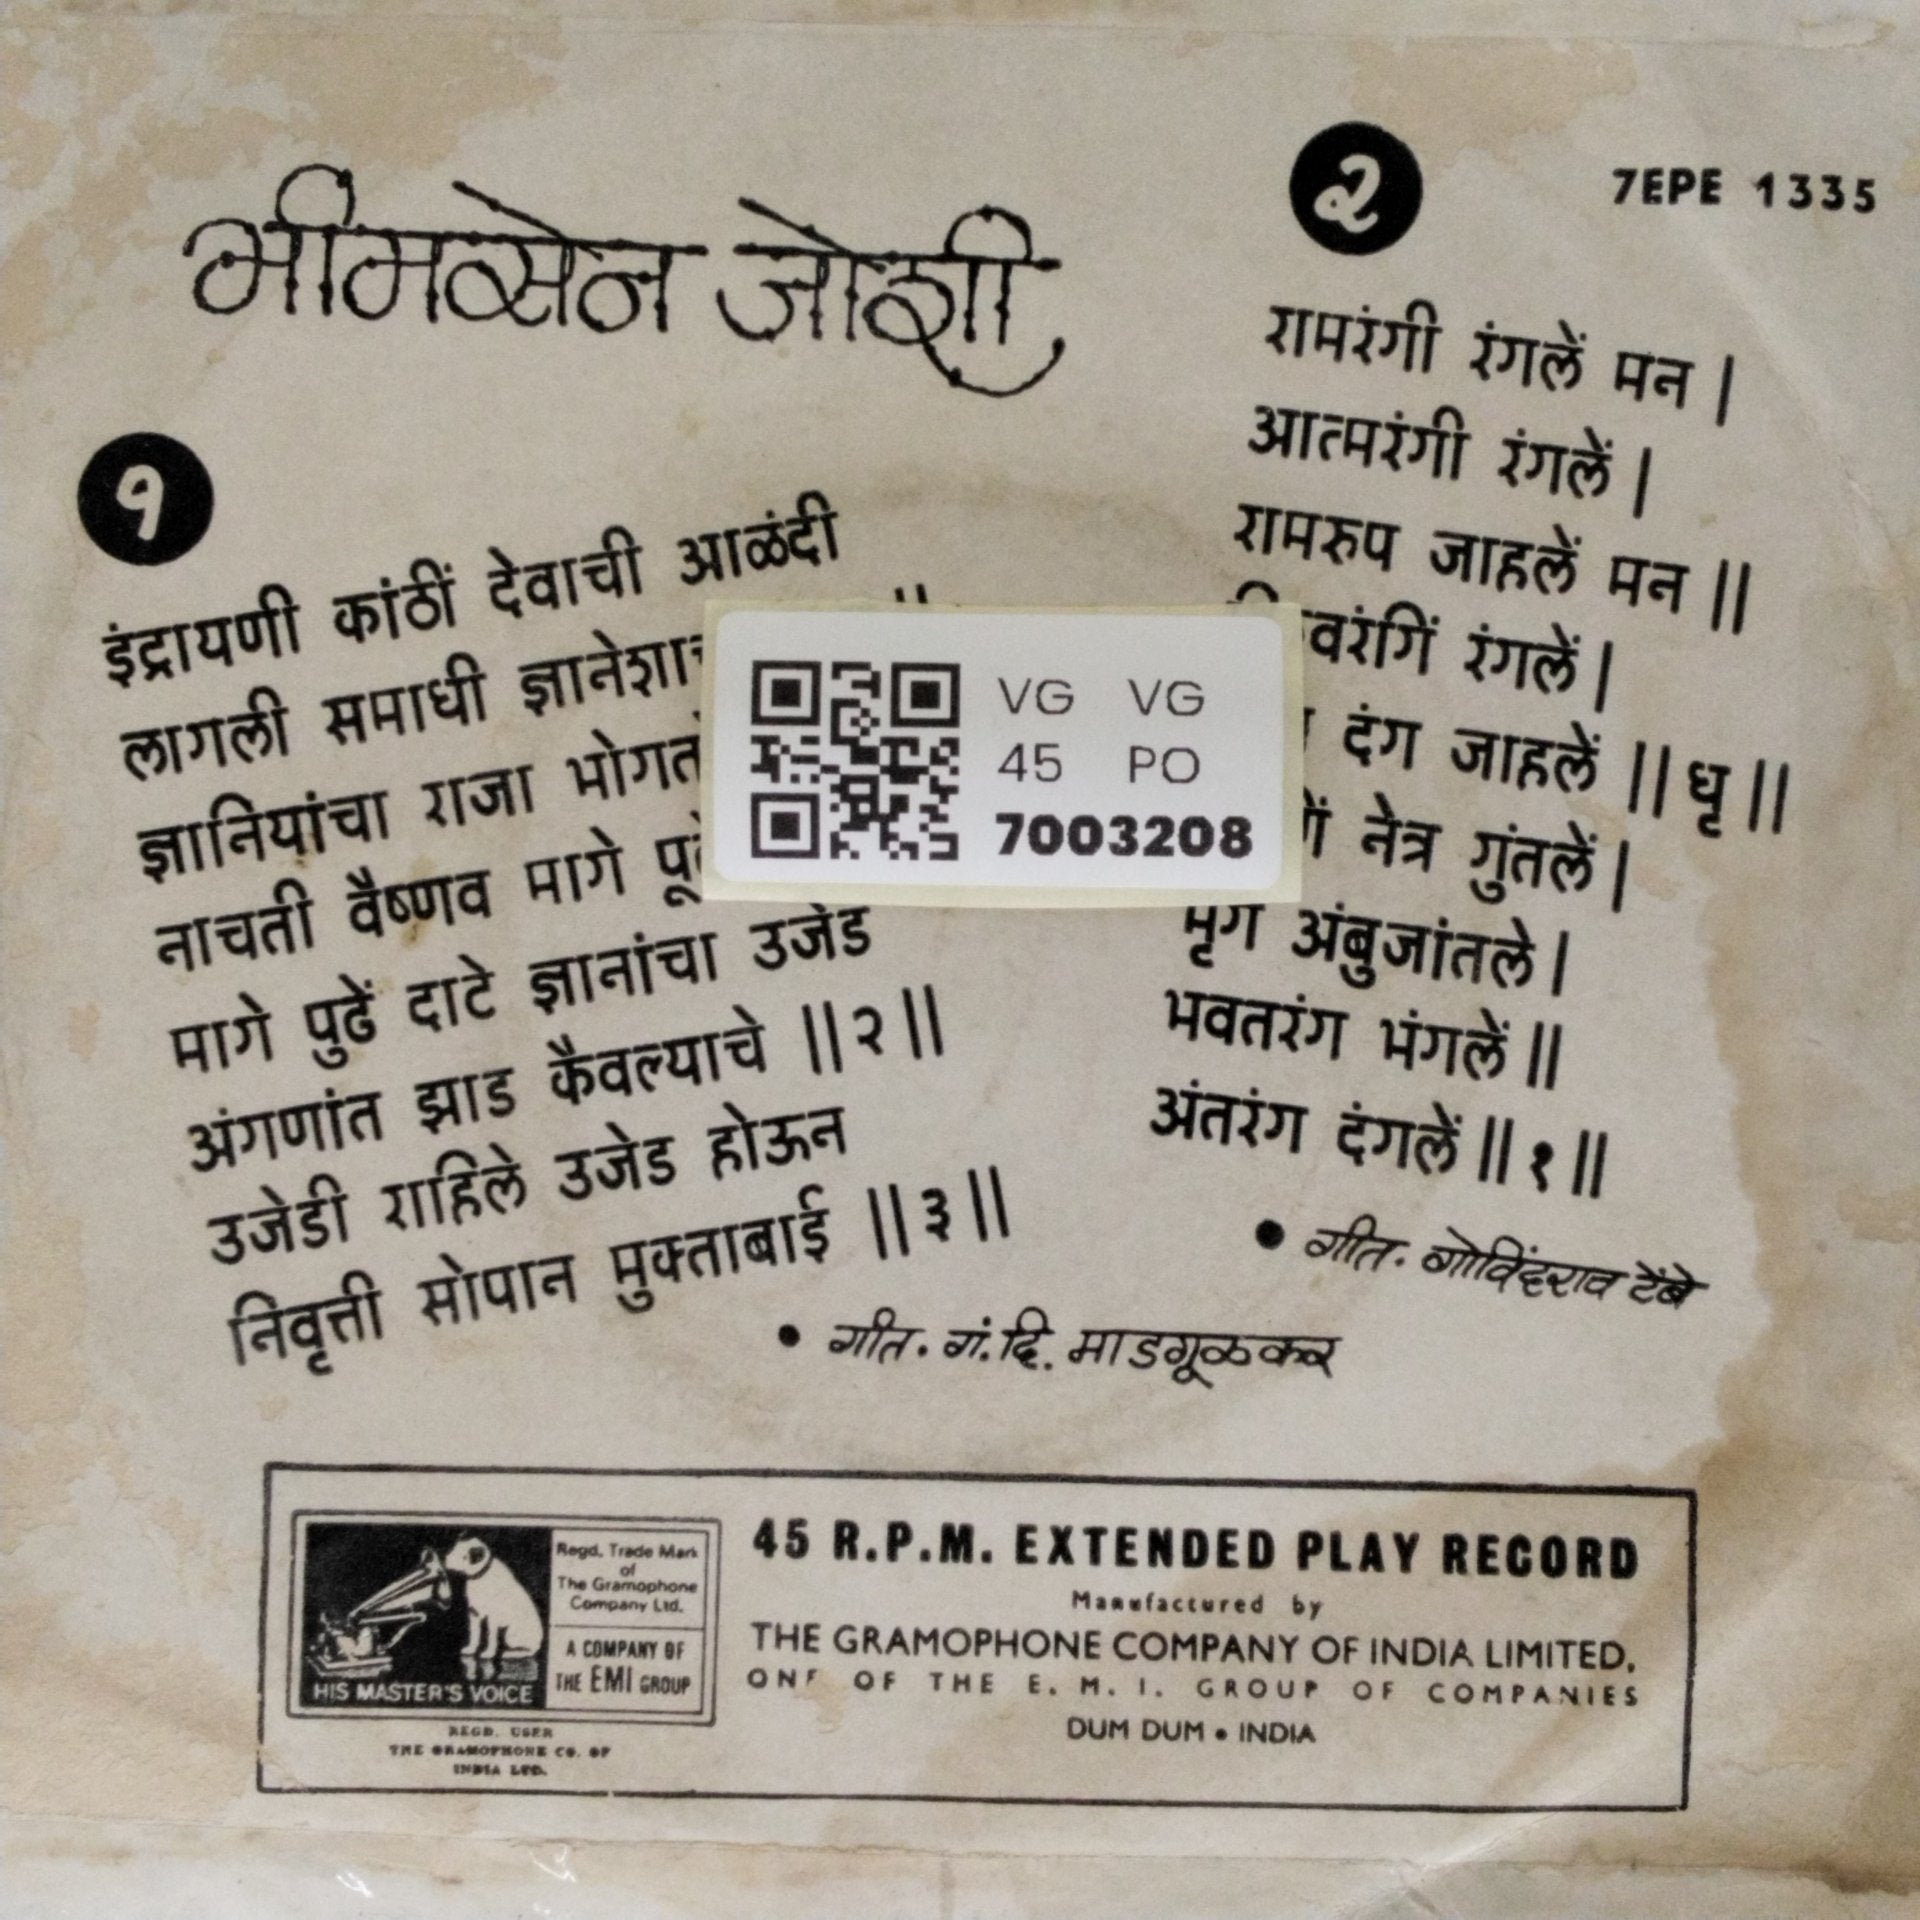 भीमसेन जोशी
१
इंद्रायणी कांठीं देवाची आळंदी
लागली समाधी
ज्ञानियांचा राजा
नाचती वैष्णव मागे
मागे पुढें दाटे ज्ञानांचा उजेड
अंगणांत झाड कैवल्याचे ||२||
उजेडी राहिले उजेड होऊन
निवृत्ती सोपान मुक्ताबाई ||३||
• गीत. ग. दि. माडगूळकर
२
7EPE 1335
रामरंगी रंगलें मन |
आत्मरंगी रंगलें |
रामरुप जाहलें मन ||
रंगलें |
दंग जाहलें || धृ ||
नेत्र गुंतलें |
मृग अंबुजांतले |
भवतरंग भंगलें ||
अंतरंग दंगलें || १ ||
• गीत. गोविंदराव टेंबे
VG VG
45 PO
7003208
HIS MASTER'S VOICE
Regd. Trade Mark
of
The Gramophone
Company Ltd.
A COMPANY OF
THE EMI GROUP
REGD. USER
THE GRAMOPHONE CO. OF
INDIA LTD.
45 R.P.M. EXTENDED PLAY RECORD
Manufactured by
THE GRAMOPHONE COMPANY OF INDIA LIMITED.
ONE OF THE E. M. I. GROUP OF COMPANIES
DUM DUM • INDIA